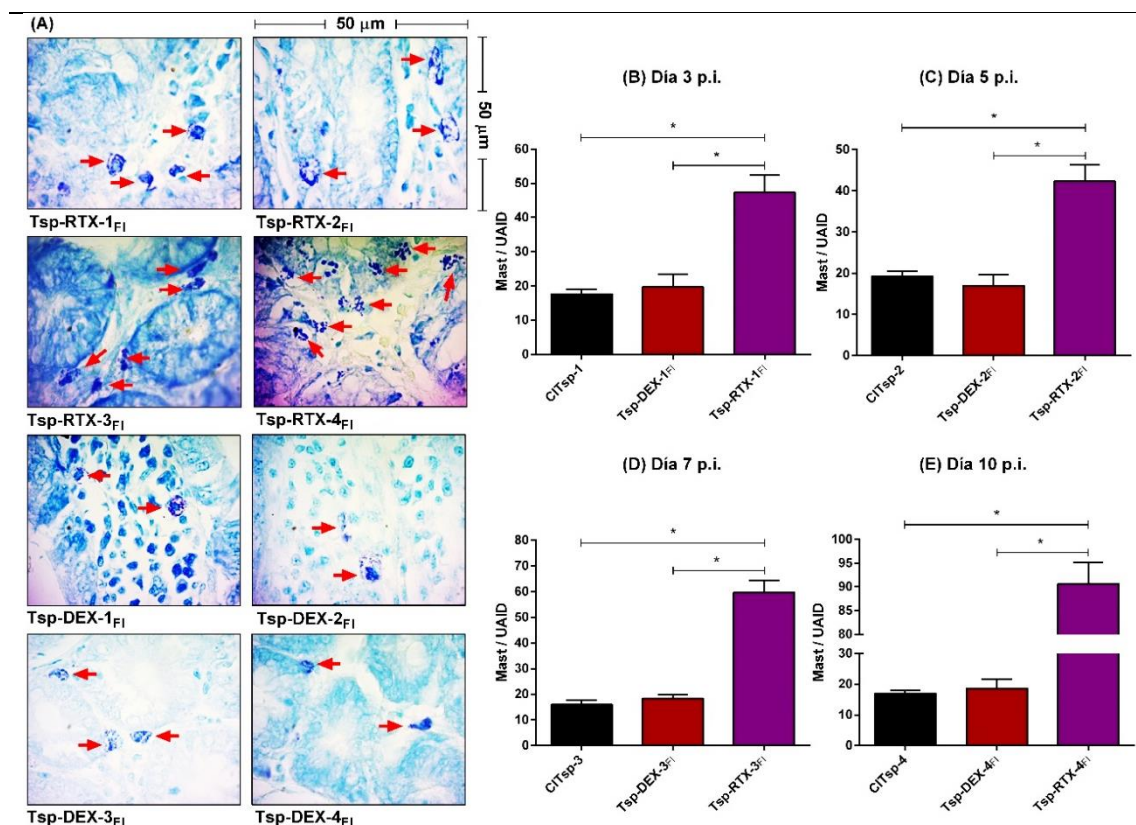 (A)
50 µm
50 µm
Tsp-RTX-1FI
Tsp-RTX-2FI
Tsp-RTX-3FI
Tsp-RTX-4FI
Tsp-DEX-1FI
Tsp-DEX-2FI
Tsp-DEX-3FI
Tsp-DEX-4FI
(B) Día 3 p.i.
*
*
Mast / UAID
60
50
40
30
20
10
0
CITsp-1
Tsp-DEX-1FI
Tsp-RTX-1FI
(C) Día 5 p.i.
*
*
Mast / UAID
50
40
30
20
10
0
CITsp-2
Tsp-DEX-2FI
Tsp-RTX-2FI
(D) Día 7 p.i.
*
*
Mast / UAID
80
70
60
50
40
30
20
10
0
CITsp-3
Tsp-DEX-3FI
Tsp-RTX-3FI
(E) Día 10 p.i.
*
*
Mast / UAID
100
95
90
85
80
30
20
10
0
CITsp-4
Tsp-DEX-4FI
Tsp-RTX-4FI